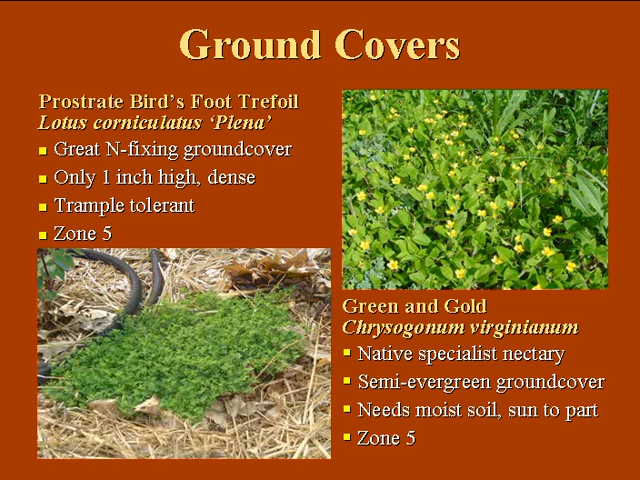 Ground Covers
Prostrate Bird's Foot Trefoil
Lotus corniculatus ‘Plena’
Great N-fixing groundcover
Only 1 inch high, dense
Trample tolerant
Zone 5
Green and Gold
Chrysogonum virginianum
Native specialist nectary
Semi-evergreen groundcover
Needs moist soil, sun to part
Zone 5